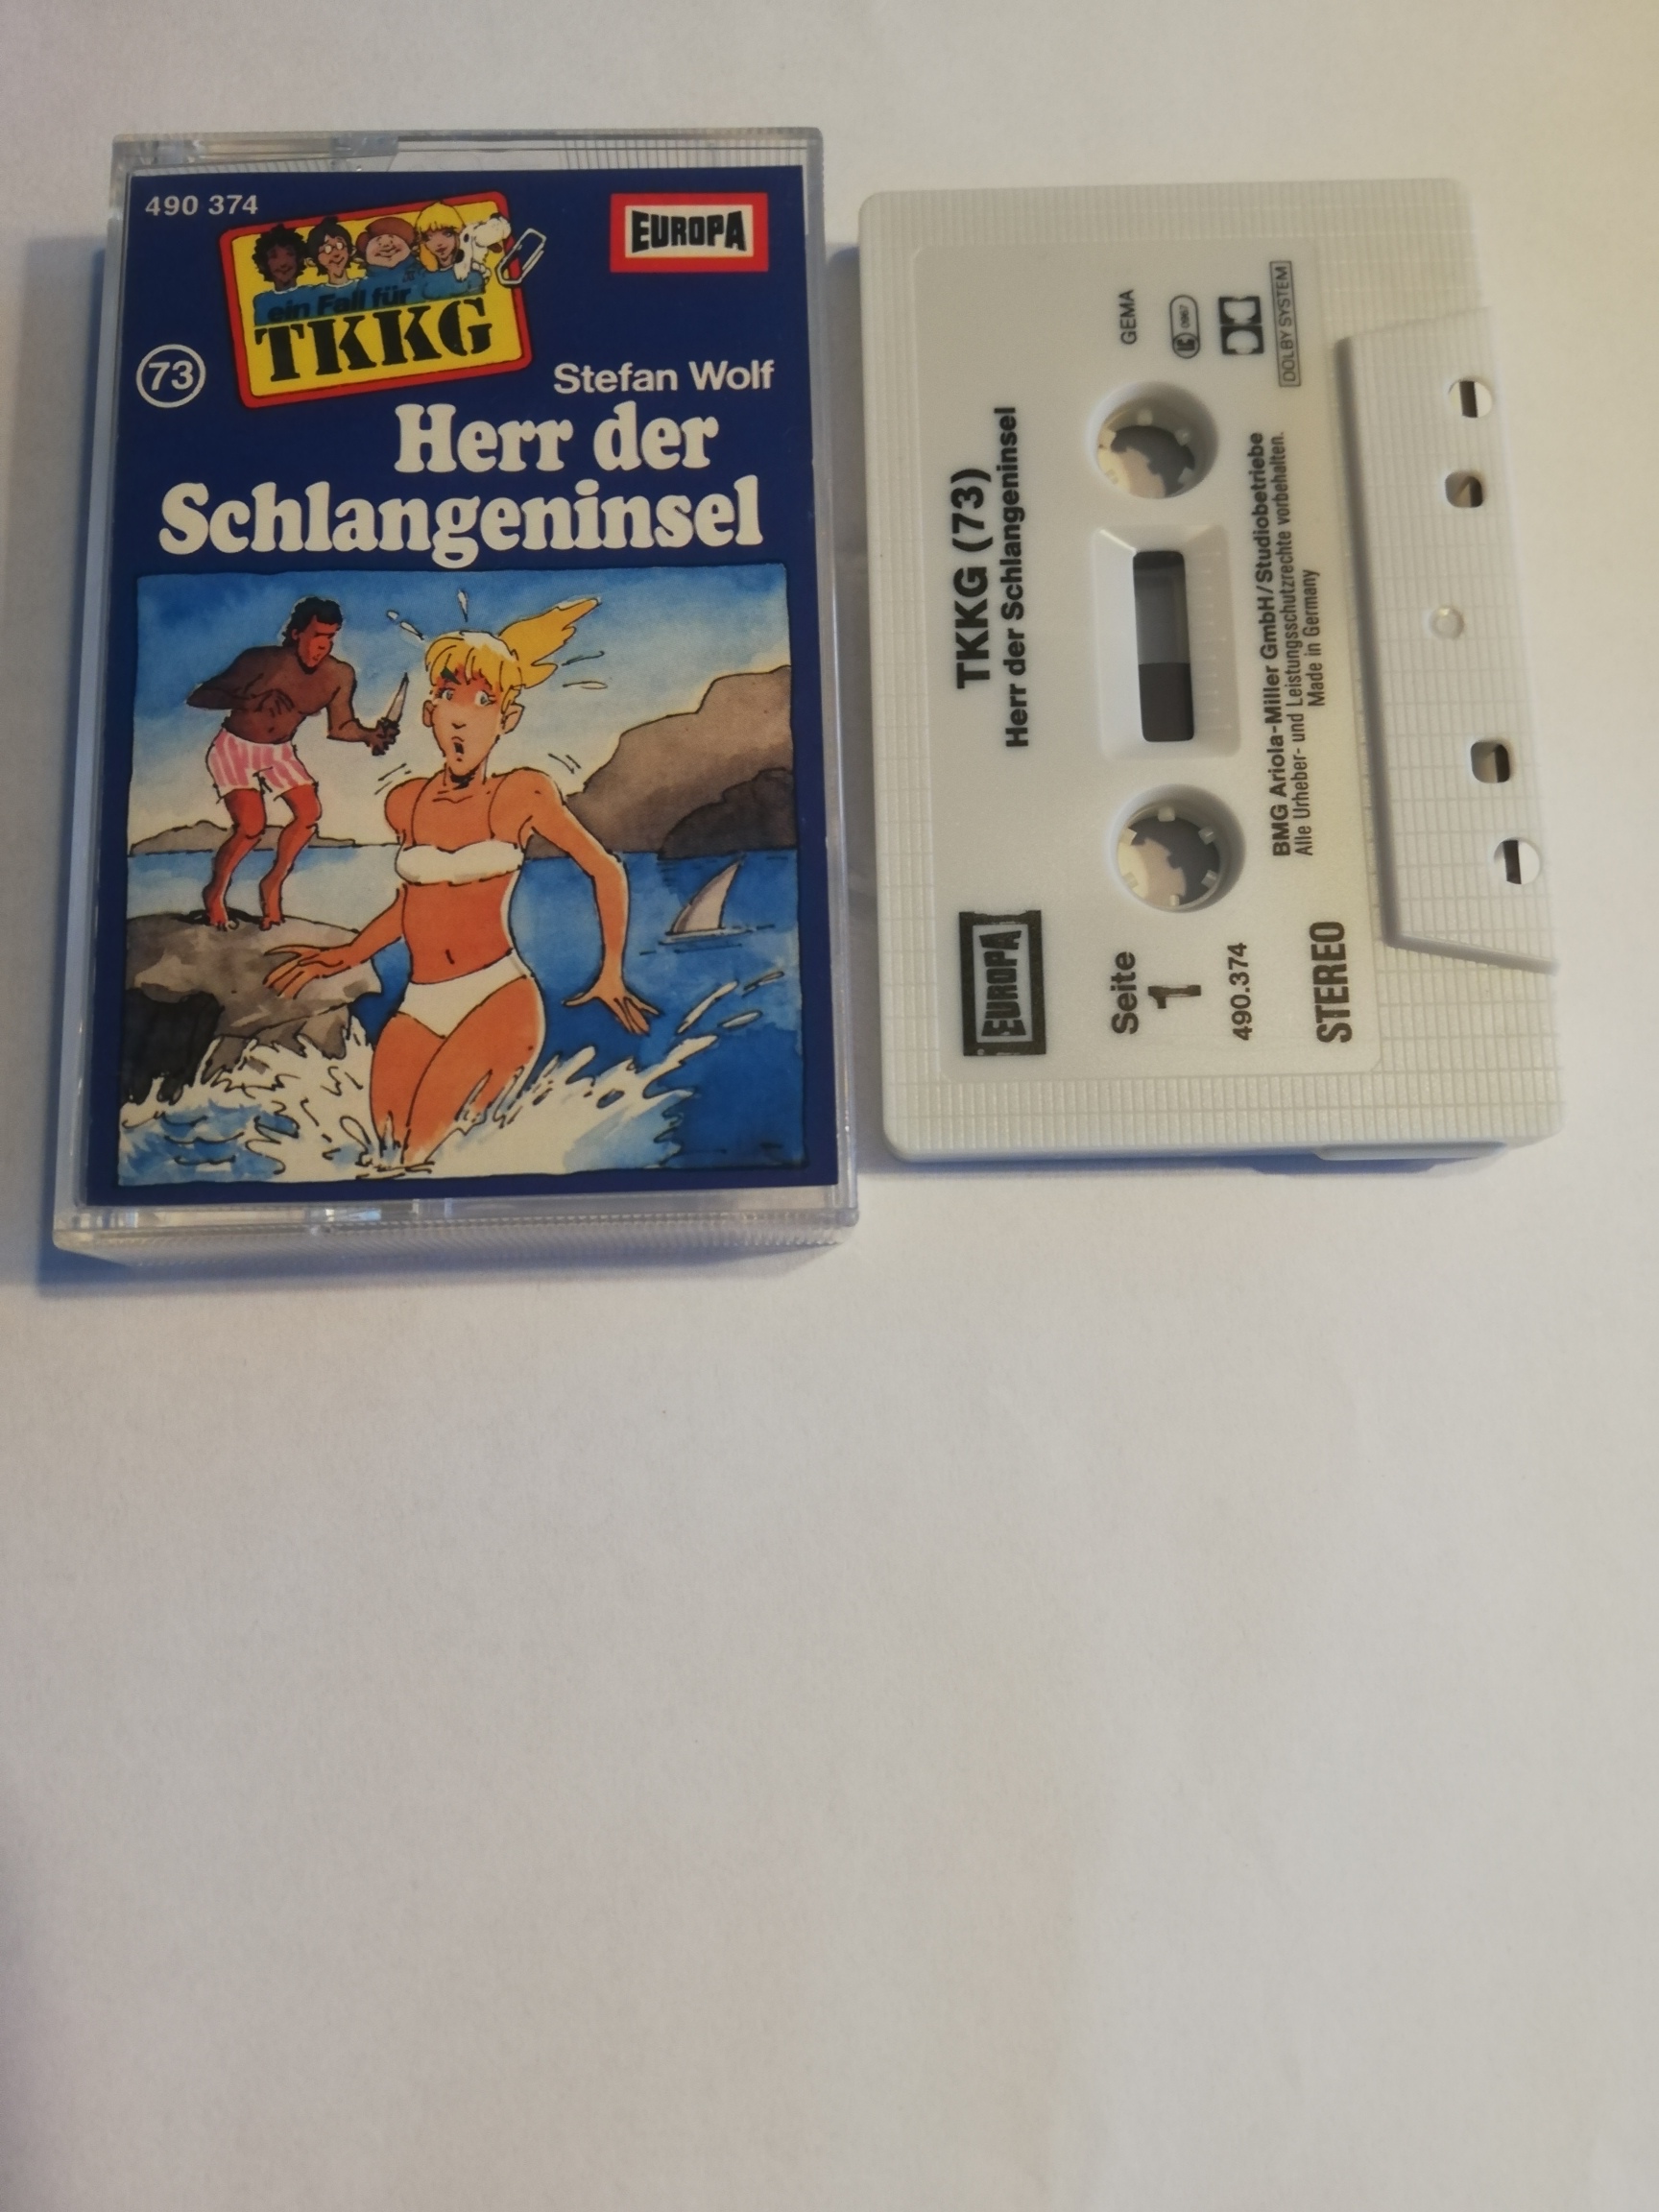 490 374
EUROPA
ein Fall für
TKKG
73
Stefan Wolf
Herr der
Schlangeninsel
TKKG (73)
Herr der Schlangeninsel
EUROPA
Seite
1
490.374
STEREO
GEMA
LC 0967
DOLBY SYSTEM
BMG Ariola-Miller GmbH/Studiobetriebe
Alle Urheber- und Leistungsschutzrechte vorbehalten.
Made in Germany